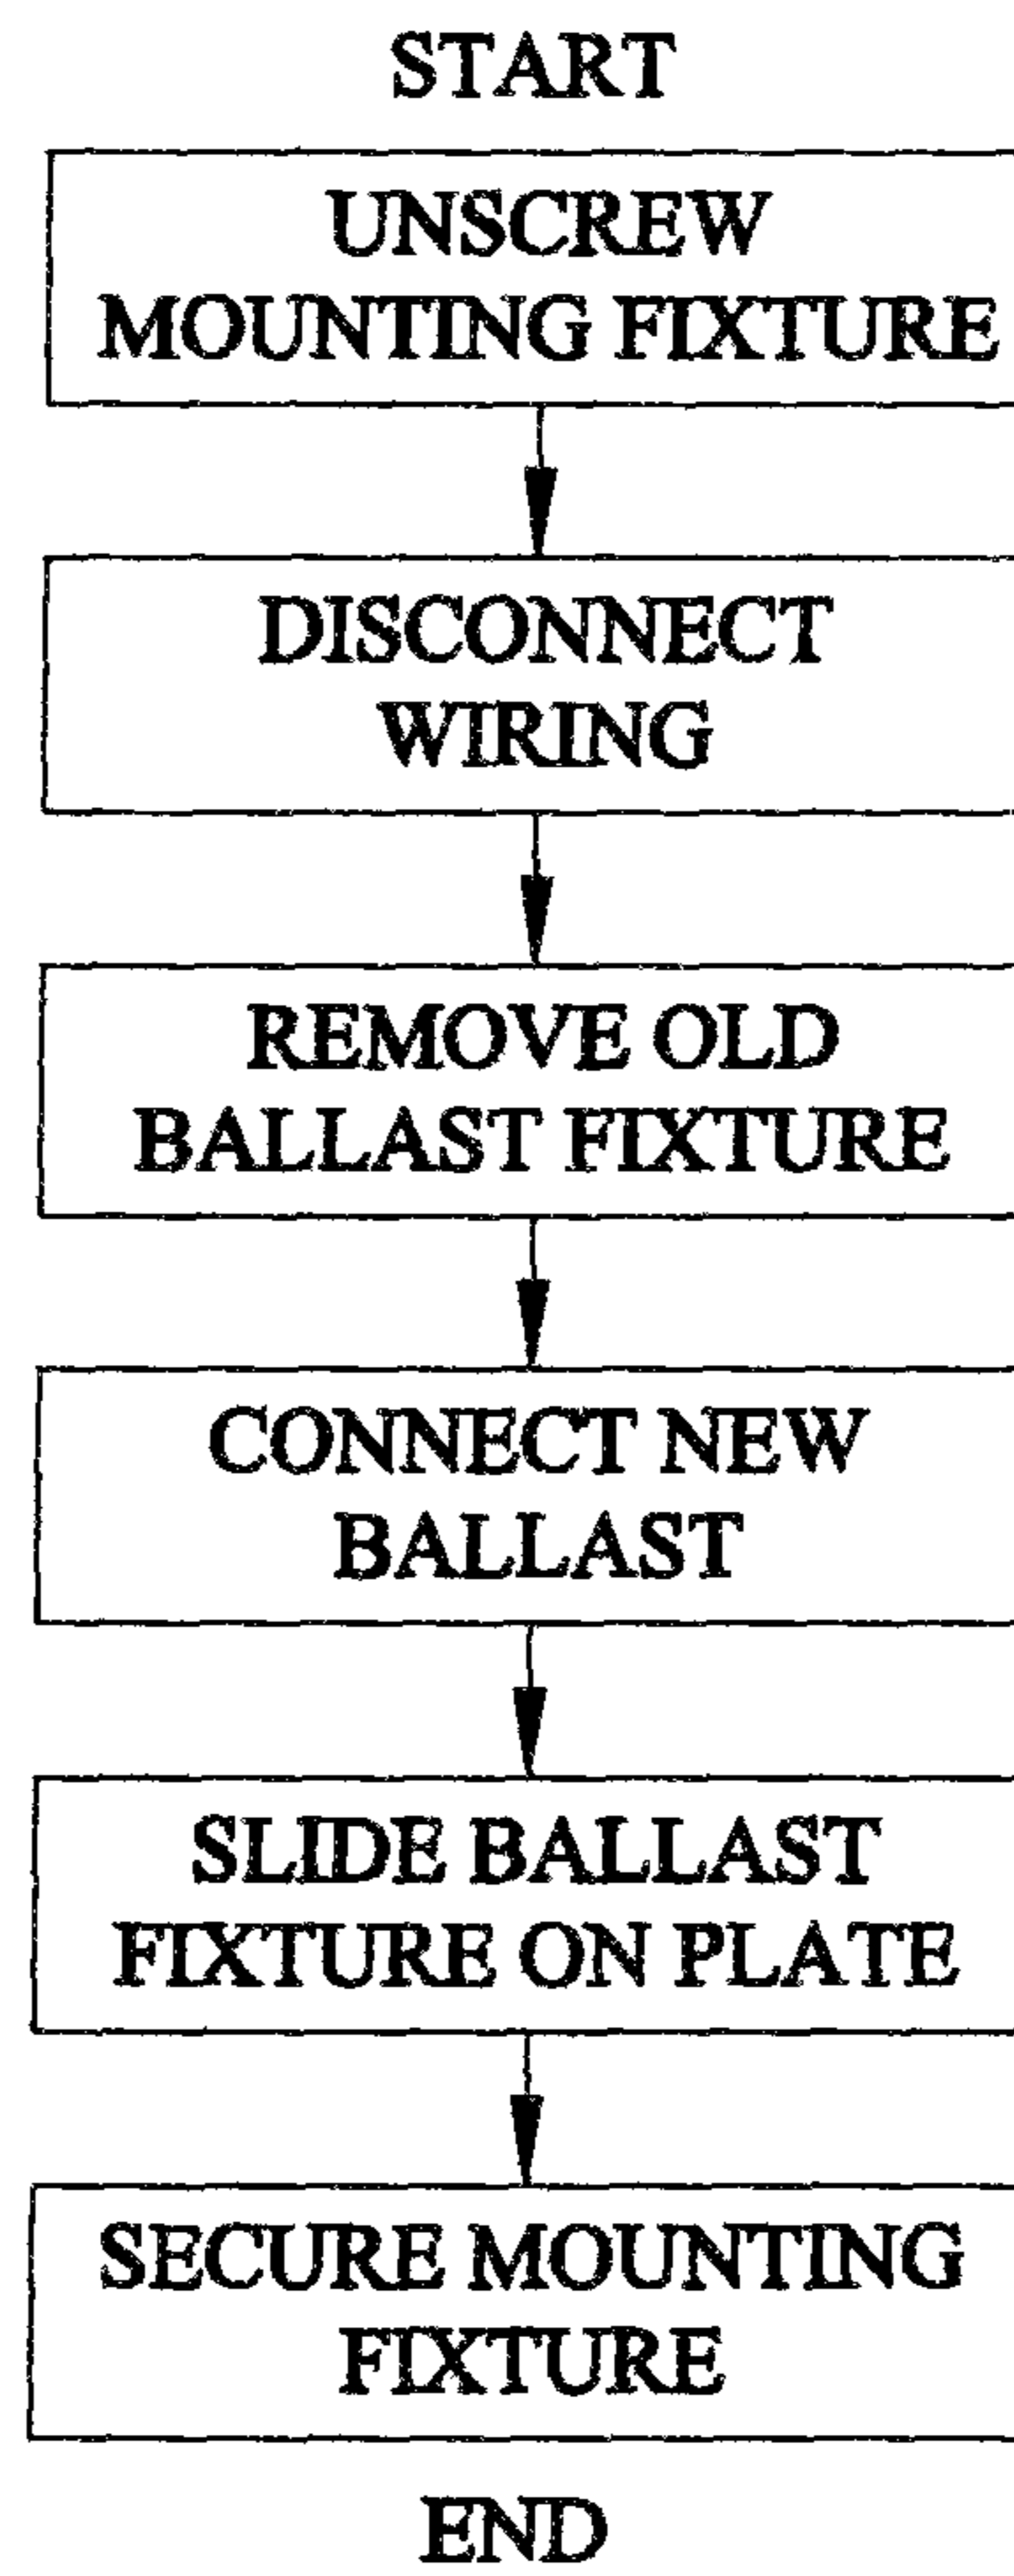 START
UNSCREW
MOUNTING FIXTURE
DISCONNECT
WIRING
REMOVE OLD
BALLAST FIXTURE
CONNECT NEW
BALLAST
SLIDE BALLAST
FIXTURE ON PLATE
SECURE MOUNTING
FIXTURE
END